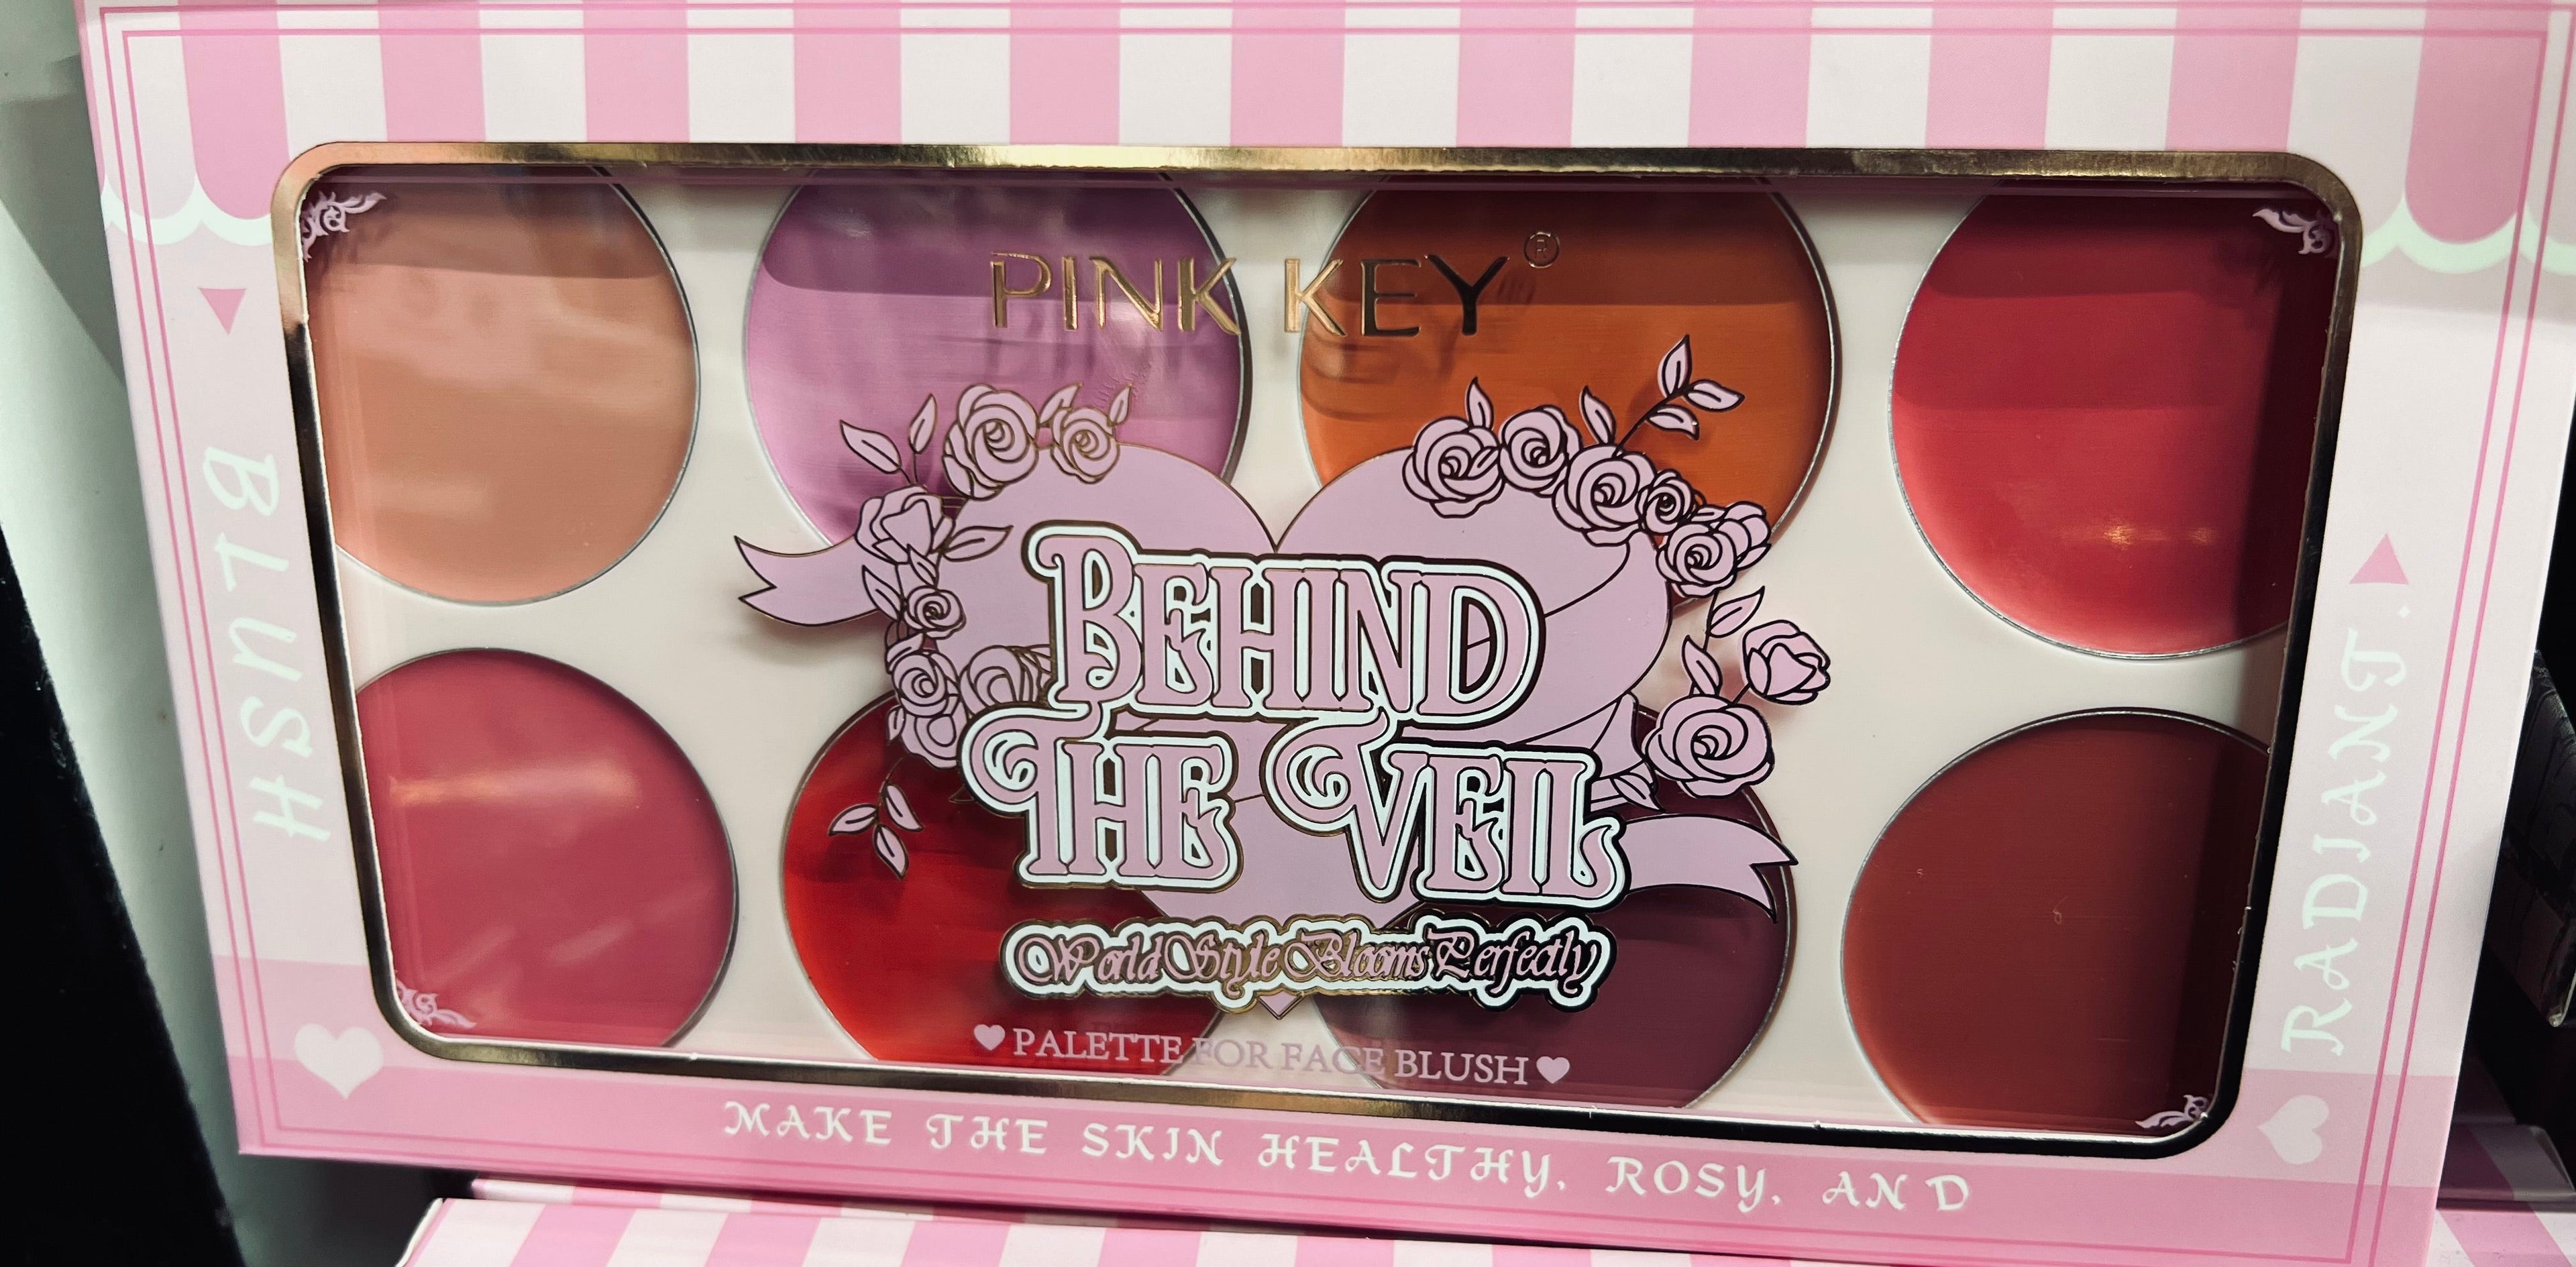 PINK KEY ®
BEHIND
THE VEIL
World Style Blooms Perfectly
PALETTE FOR FACE BLUSH
BLUSH
MAKE THE SKIN HEALTHY, ROSY, AND
RADIANT.